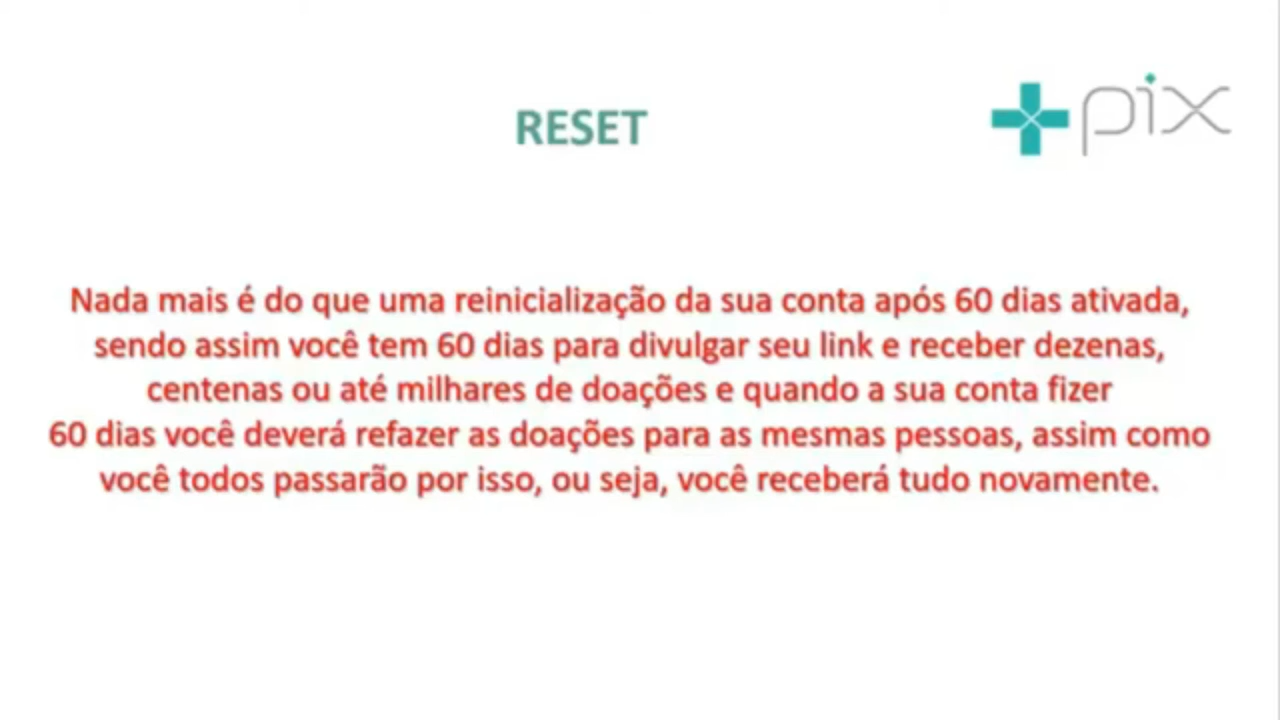 RESET
pix
Nada mais é do que uma reinicialização da sua conta após 60 dias ativada,
sendo assim você tem 60 dias para divulgar seu link e receber dezenas,
centenas ou até milhares de doações e quando a sua conta fizer
60 dias você deverá refazer as doações para as mesmas pessoas, assim como
você todos passarão por isso, ou seja, você receberá tudo novamente.